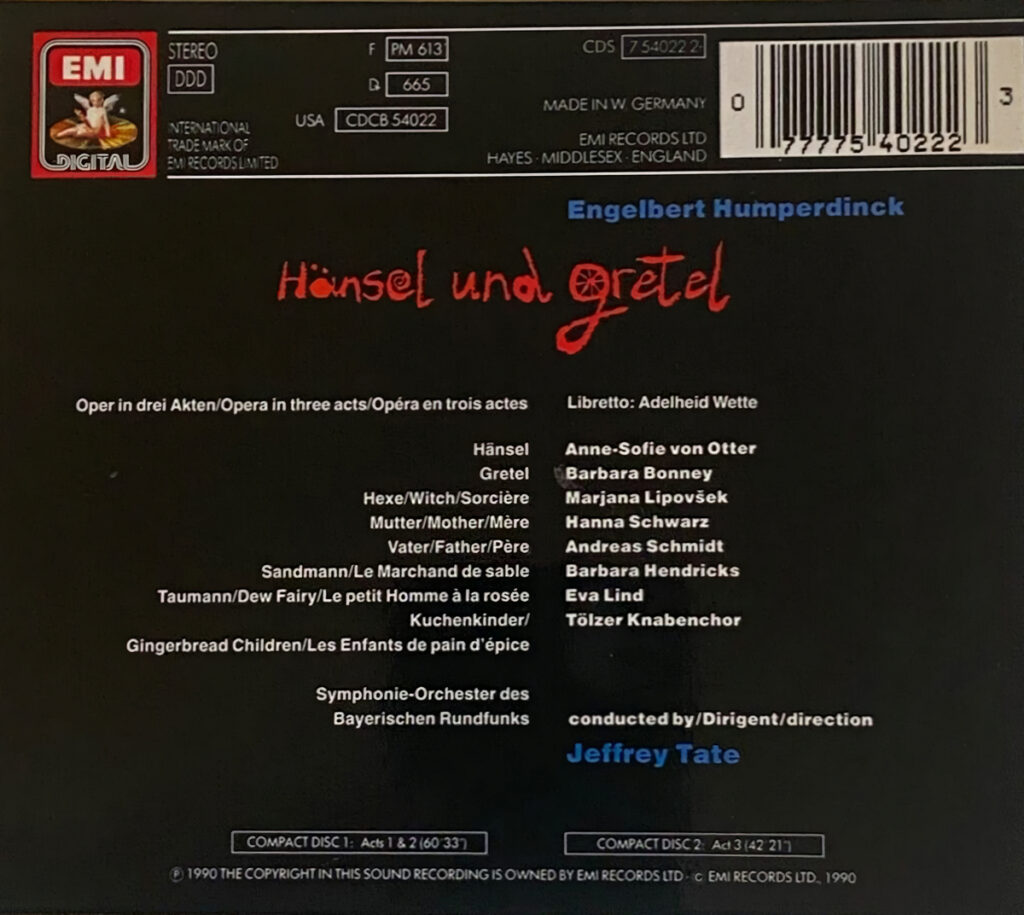 EMI
DIGITAL
STEREO
DDD
INTERNATIONAL
TRADE MARK OF
EMI RECORDS LIMITED
F PM 613
D 665
USA CDCB 54022
CDS 7 54022 2
MADE IN W. GERMANY
EMI RECORDS LTD
HAYES · MIDDLESEX · ENGLAND
0 77775 40222 3
Engelbert Humperdinck
Hänsel und gretel
Oper in drei Akten/Opera in three acts/Opéra en trois actes Libretto: Adelheid Wette
Hänsel Anne-Sofie von Otter
Gretel Barbara Bonney
Hexe/Witch/Sorcière Marjana Lipovšek
Mutter/Mother/Mère Hanna Schwarz
Vater/Father/Père Andreas Schmidt
Sandmann/Le Marchand de sable Barbara Hendricks
Taumann/Dew Fairy/Le petit Homme à la rosée Eva Lind
Kuchenkinder/ Tölzer Knabenchor
Gingerbread Children/Les Enfants de pain d'épice
Symphonie-Orchester des
Bayerischen Rundfunks conducted by/Dirigent/direction
Jeffrey Tate
COMPACT DISC 1: Acts 1 & 2 (60'33") COMPACT DISC 2: Act 3 (42'21")
℗ 1990 THE COPYRIGHT IN THIS SOUND RECORDING IS OWNED BY EMI RECORDS LTD · © EMI RECORDS LTD., 1990